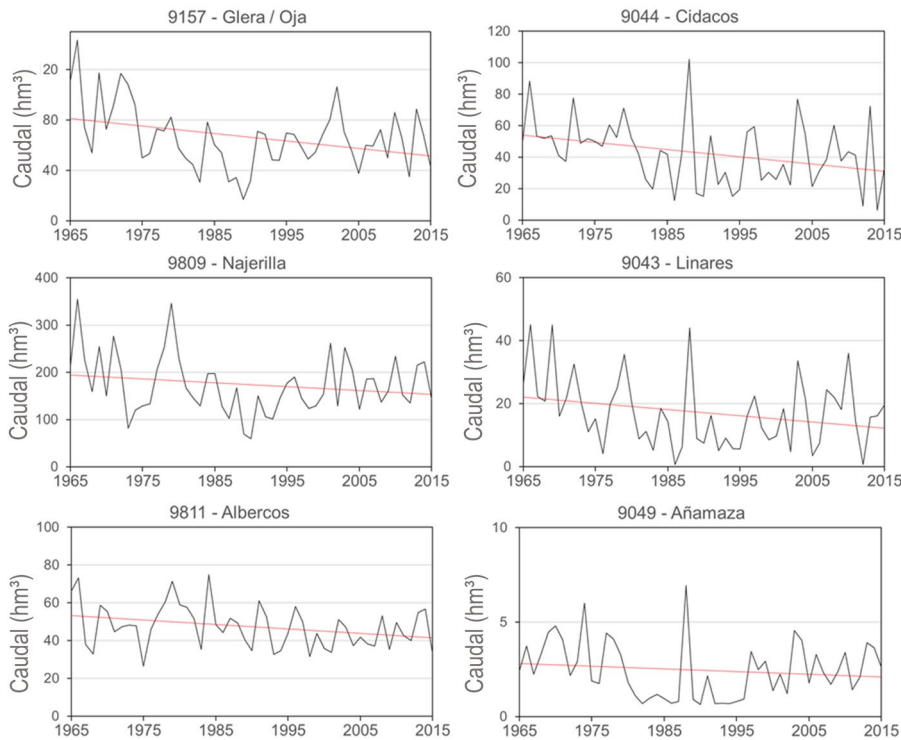 9157 - Glera / Oja
9044 - Cidacos
Caudal (hm³)
20
80
40
0
1965 1975 1985 1995 2005 2015
Caudal (hm³)
120
100
80
60
40
20
0
1965 1975 1985 1995 2005 2015
9809 - Najerilla
9043 - Linares
Caudal (hm³)
400
300
200
100
0
1965 1975 1985 1995 2005 2015
Caudal (hm³)
60
40
20
0
1965 1975 1985 1995 2005 2015
9811 - Albercos
9049 - Añamaza
Caudal (hm³)
100
80
60
40
20
0
1965 1975 1985 1995 2005 2015
Caudal (hm³)
10
5
0
1965 1975 1985 1995 2005 2015